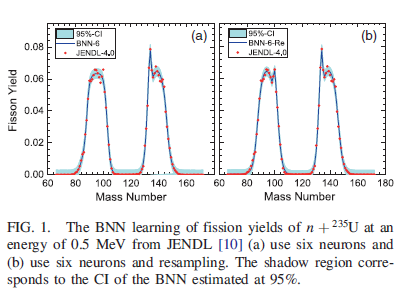 95%-CI
BNN-6
JENDL-4.0
(a)
95%-CI
BNN-6-Re
JENDL-4.0
(b)
Fisson Yield
0.08
0.06
0.04
0.02
0.00
60 80 100 120 140 160 180
60 80 100 120 140 160 180
Mass Number
Mass Number
FIG. 1. The BNN learning of fission yields of n + ²³⁵U at an
energy of 0.5 MeV from JENDL [10] (a) use six neurons and
(b) use six neurons and resampling. The shadow region corre-
sponds to the CI of the BNN estimated at 95%.